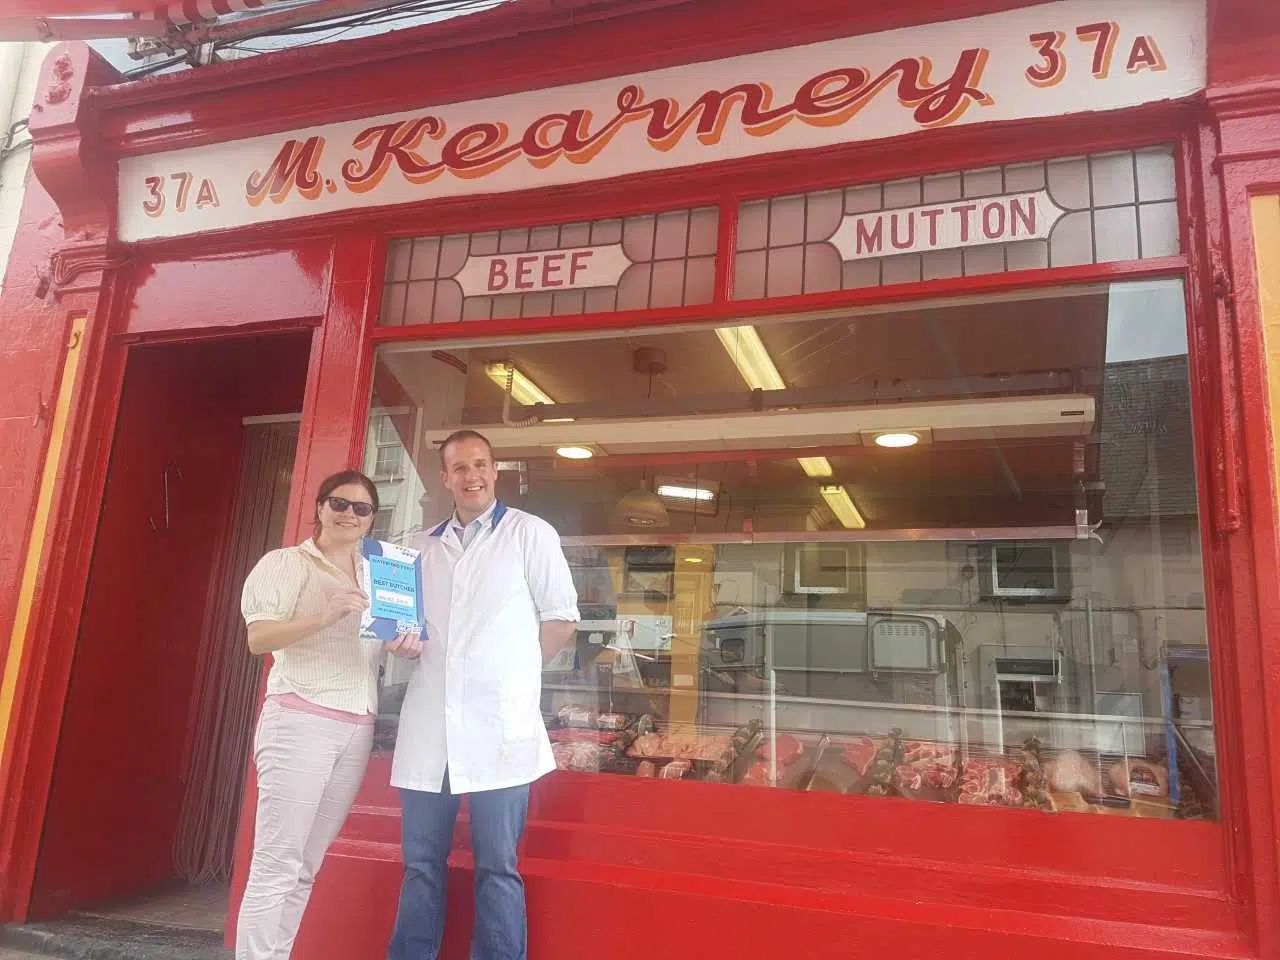 37A M. Kearney 37A
BEEF
MUTTON
BEST BUTCHER